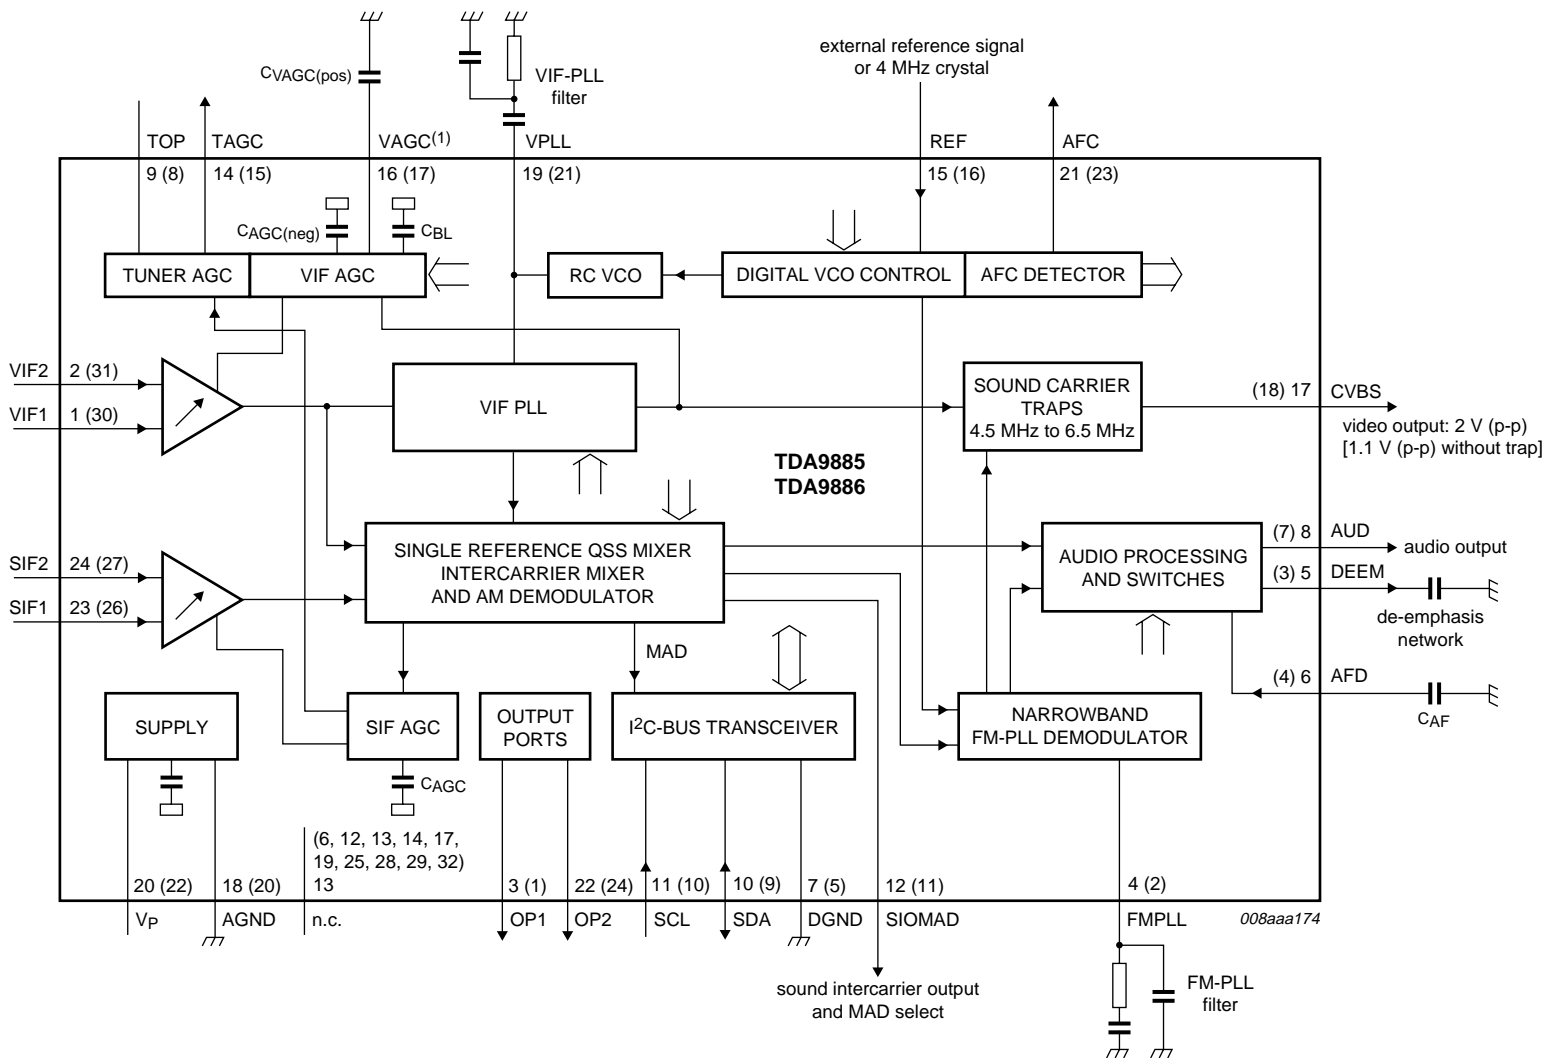 external reference signal
or 4 MHz crystal
CVAGC(pos)
VIF-PLL
filter
TOP
TAGC
VAGC(1)
VPLL
REF
AFC
9 (8)
14 (15)
16 (17)
19 (21)
15 (16)
21 (23)
CAGC(neg)
CBL
TUNER AGC
VIF AGC
RC VCO
DIGITAL VCO CONTROL
AFC DETECTOR
VIF2
2 (31)
VIF1
1 (30)
VIF PLL
SOUND CARRIER
TRAPS
4.5 MHz to 6.5 MHz
(18) 17
CVBS
video output: 2 V (p-p)
[1.1 V (p-p) without trap]
TDA9885
TDA9886
SIF2
24 (27)
SIF1
23 (26)
SINGLE REFERENCE QSS MIXER
INTERCARRIER MIXER
AND AM DEMODULATOR
AUDIO PROCESSING
AND SWITCHES
(7) 8
AUD
audio output
(3) 5
DEEM
de-emphasis
network
MAD
(4) 6
AFD
CAF
SUPPLY
SIF AGC
OUTPUT
PORTS
I2C-BUS TRANSCEIVER
NARROWBAND
FM-PLL DEMODULATOR
CAGC
(6, 12, 13, 14, 17,
19, 25, 28, 29, 32)
20 (22)
18 (20)
13
3 (1)
22 (24)
11 (10)
10 (9)
7 (5)
12 (11)
4 (2)
VP
AGND
n.c.
OP1
OP2
SCL
SDA
DGND
SIOMAD
FMPLL
008aaa174
sound intercarrier output
and MAD select
FM-PLL
filter